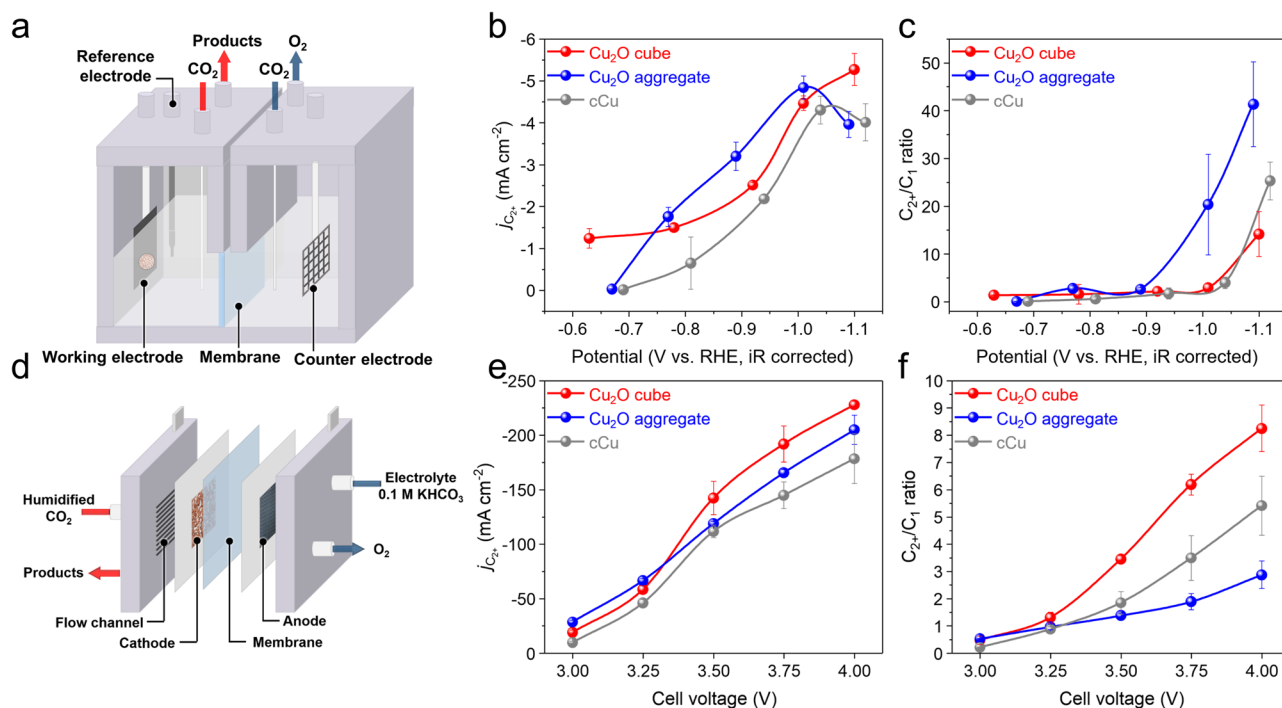 a
Reference
electrode
Products
CO₂
CO₂
O₂
Working electrode
Membrane
Counter electrode
b
Cu₂O cube
Cu₂O aggregate
cCu
-6
-5
-4
-3
-2
-1
0
j_C₂₊ (mA cm⁻²)
-0.6
-0.7
-0.8
-0.9
-1.0
-1.1
Potential (V vs. RHE, iR corrected)
c
Cu₂O cube
Cu₂O aggregate
cCu
50
40
30
20
10
0
C₂₊/C₁ ratio
-0.6
-0.7
-0.8
-0.9
-1.0
-1.1
Potential (V vs. RHE, iR corrected)
d
Humidified
CO₂
Products
Flow channel
Cathode
Membrane
Anode
Electrolyte
0.1 M KHCO₃
O₂
e
Cu₂O cube
Cu₂O aggregate
cCu
-250
-200
-150
-100
-50
0
j_C₂₊ (mA cm⁻²)
3.00
3.25
3.50
3.75
4.00
Cell voltage (V)
f
Cu₂O cube
Cu₂O aggregate
cCu
10
9
8
7
6
5
4
3
2
1
0
C₂₊/C₁ ratio
3.00
3.25
3.50
3.75
4.00
Cell voltage (V)